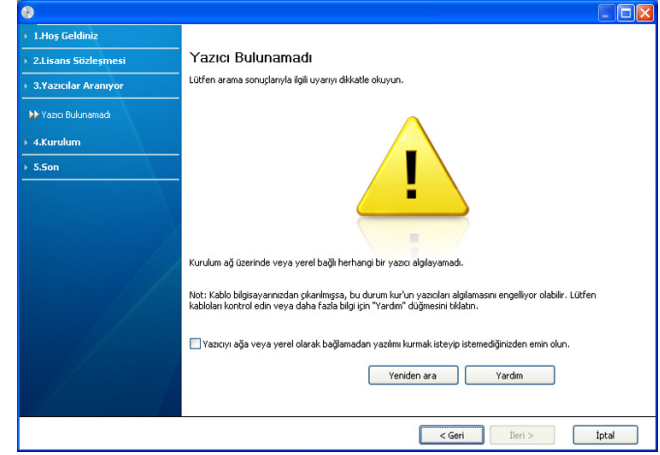 1.Hoş Geldiniz
2.Lisans Sözleşmesi
3.Yazıcılar Aranıyor
Yazıcı Bulunamadı
4.Kurulum
5.Son
Yazıcı Bulunamadı
Lütfen arama sonuçlarıyla ilgili uyarıyı dikkatle okuyun.
Kurulum ağ üzerinde veya yerel bağlı herhangi bir yazıcı algılayamadı.
Not: Kablo bilgisayarınızdan çıkarılmışsa, bu durum kur'un yazıcıları algılamasını engelliyor olabilir. Lütfen
kabloları kontrol edin veya daha fazla bilgi için "Yardım" düğmesini tıklatın.
Yazıcıyı ağa veya yerel olarak bağlamadan yazılımı kurmak isteyip istemediğinizden emin olun.
Yeniden ara
Yardım
< Geri
İleri >
İptal